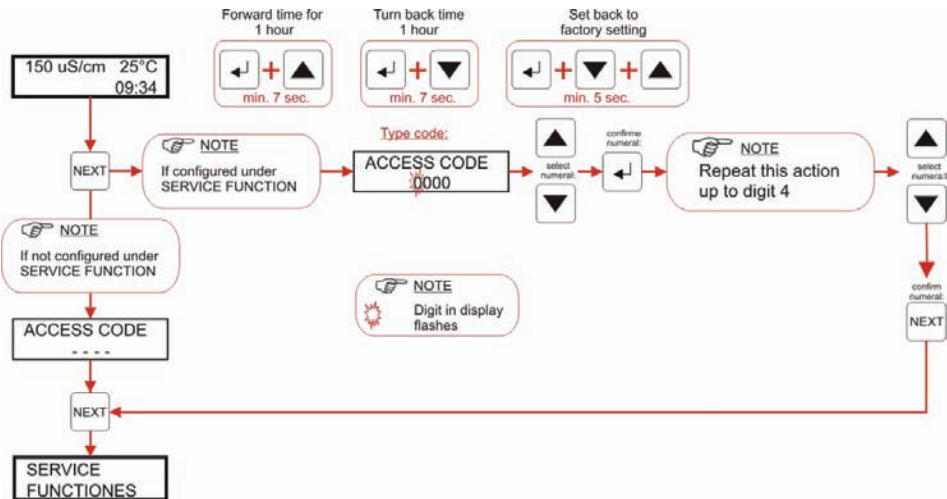 Forward time for
1 hour
+
min. 7 sec.
Turn back time
1 hour
+
min. 7 sec.
Set back to
factory setting
+ +
min. 5 sec.
150 uS/cm 25°C
09:34
NEXT
NOTE
If configured under
SERVICE FUNCTION
Type code:
ACCESS CODE
0000
select
numeral:
confirme
numeral:
NOTE
Repeat this action
up to digit 4
select
numeral:
confirm
numeral:
NEXT
NOTE
If not configured under
SERVICE FUNCTION
NOTE
Digit in display
flashes
ACCESS CODE
- - - -
NEXT
SERVICE
FUNCTIONES